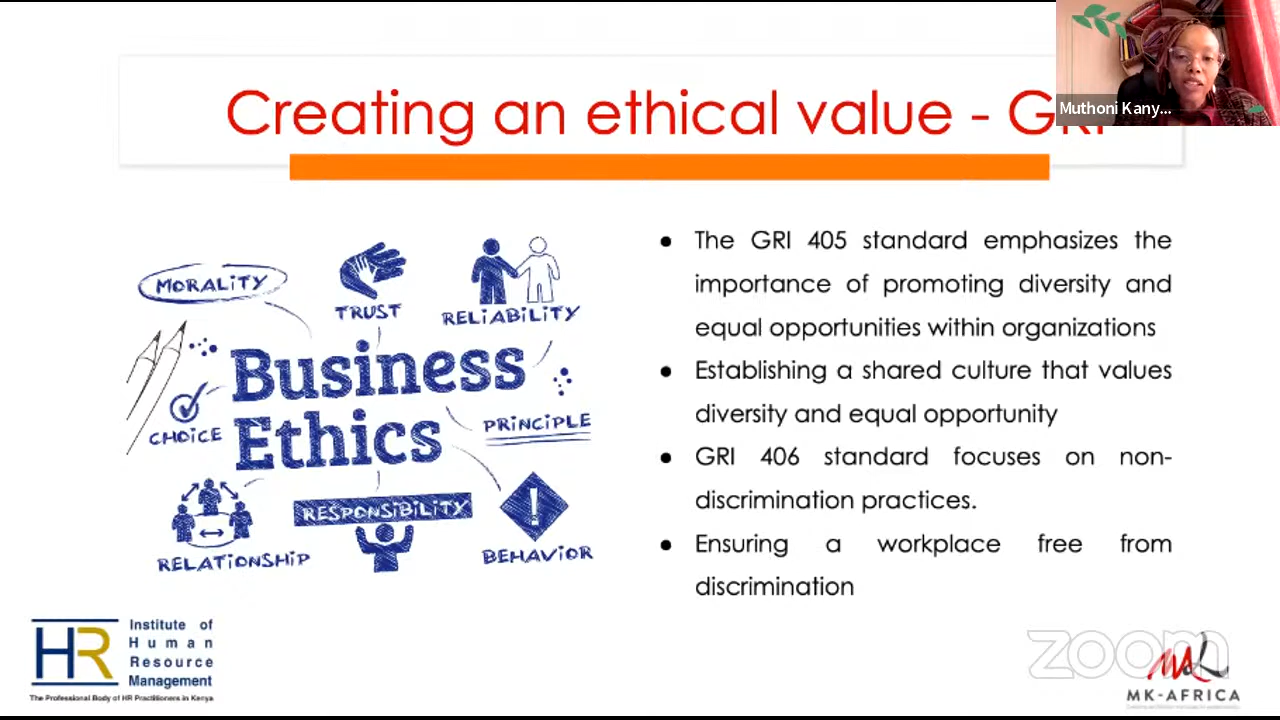 Creating an ethical value - GRI
Muthoni Kany...
The GRI 405 standard emphasizes the
importance of promoting diversity and
equal opportunities within organizations
Establishing a shared culture that values
diversity and equal opportunity
GRI 406 standard focuses on non-
discrimination practices.
Ensuring a workplace free from
discrimination
MORALITY
TRUST
RELIABILITY
Business
Ethics
CHOICE
PRINCIPLE
RELATIONSHIP
RESPONSIBILITY
BEHAVIOR
HR
Institute of
Human
Resource
Management
The Professional Body of HR Practitioners in Kenya
zoom
MK-AFRICA